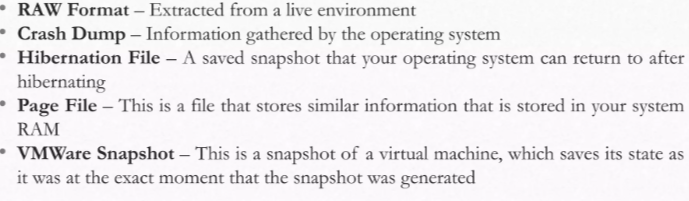 • RAW Format – Extracted from a live environment
• Crash Dump – Information gathered by the operating system
• Hibernation File – A saved snapshot that your operating system can return to after
hibernating
• Page File – This is a file that stores similar information that is stored in your system
RAM
• VMWare Snapshot – This is a snapshot of a virtual machine, which saves its state as
it was at the exact moment that the snapshot was generated